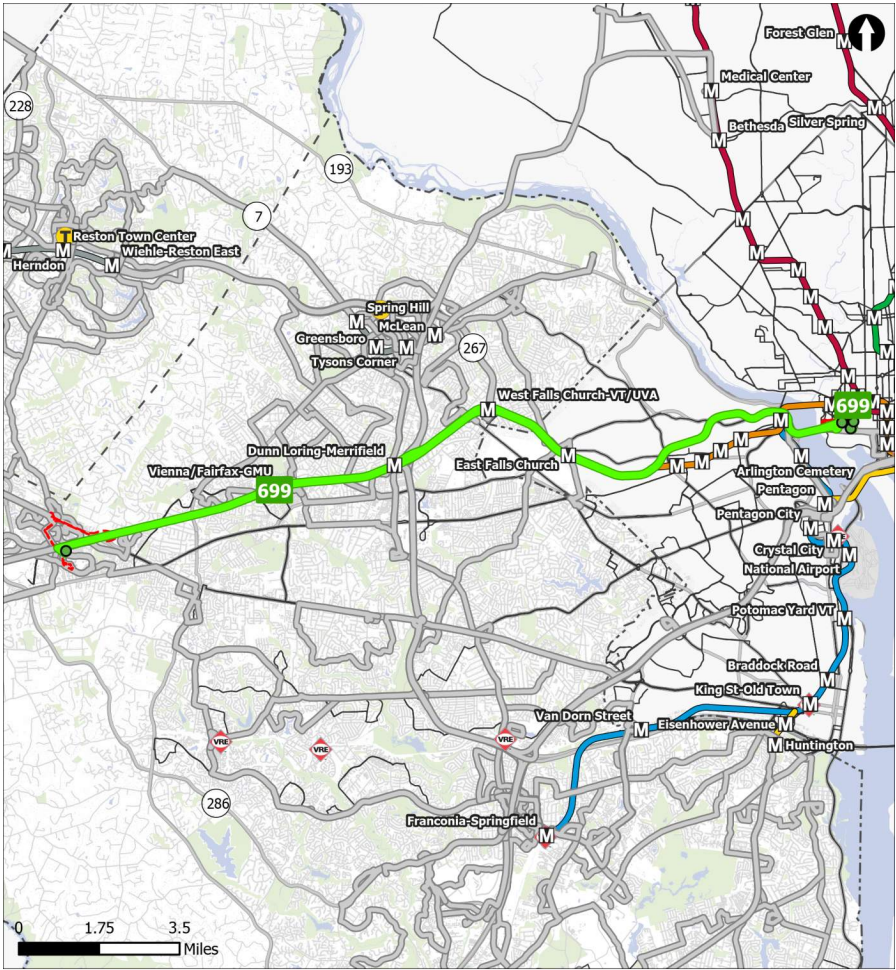 Forest Glen
M
228
Medical Center
M
Silver Spring
M
Bethesda
M
193
7
M
T
Reston Town Center
M
Wiehle-Reston East
M
M
Herndon
M
M
M
M
Spring Hill
M
McLean
M
Greensboro
M
M
Tysons Corner
267
M
M
M
West Falls Church-VT/UVA
M
699
M
M
M
M
M
Dunn Loring-Merrifield
M
East Falls Church
M
M
M
M
M
M
Vienna/Fairfax-GMU
699
Arlington Cemetery
Pentagon
M
Pentagon City
M
M
Crystal City
M
National Airport
Potomac Yard VT
M
Braddock Road
M
King St-Old Town
M
Van Dorn Street
M
Eisenhower Avenue
M
M
Huntington
VRE
VRE
VRE
286
Franconia-Springfield
M
0
1.75
3.5
Miles